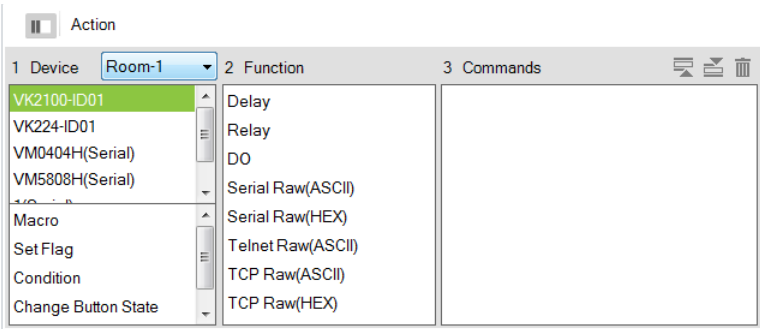 Action
1 Device Room-1 2 Function 3 Commands
VK2100-ID01
VK224-ID01
VM0404H(Serial)
VM5808H(Serial)
Macro
Set Flag
Condition
Change Button State
Delay
Relay
DO
Serial Raw(ASCII)
Serial Raw(HEX)
Telnet Raw(ASCII)
TCP Raw(ASCII)
TCP Raw(HEX)